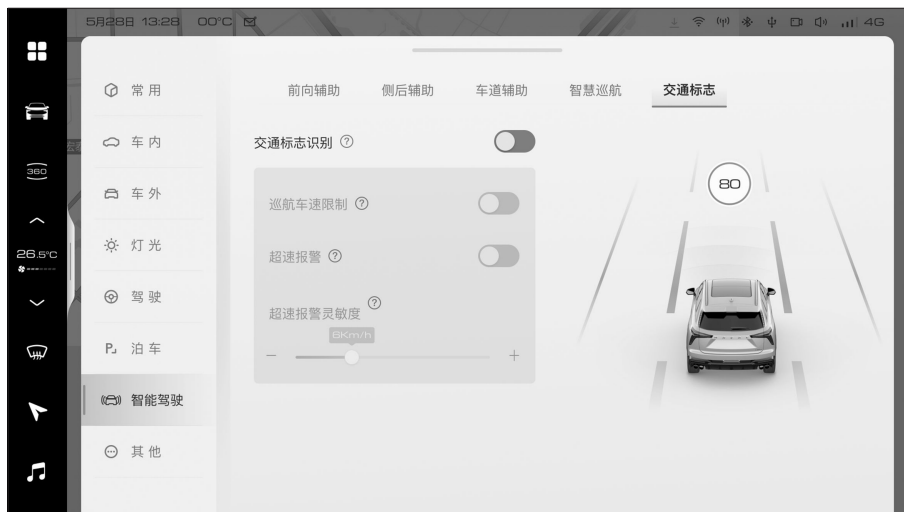 5月28日 13:28 00°C
4G
360
26.5°C
常用
车内
车外
灯光
驾驶
泊车
智能驾驶
其他
前向辅助 侧后辅助 车道辅助 智慧巡航 交通标志
交通标志识别
巡航车速限制
超速报警
超速报警灵敏度
6Km/h
80